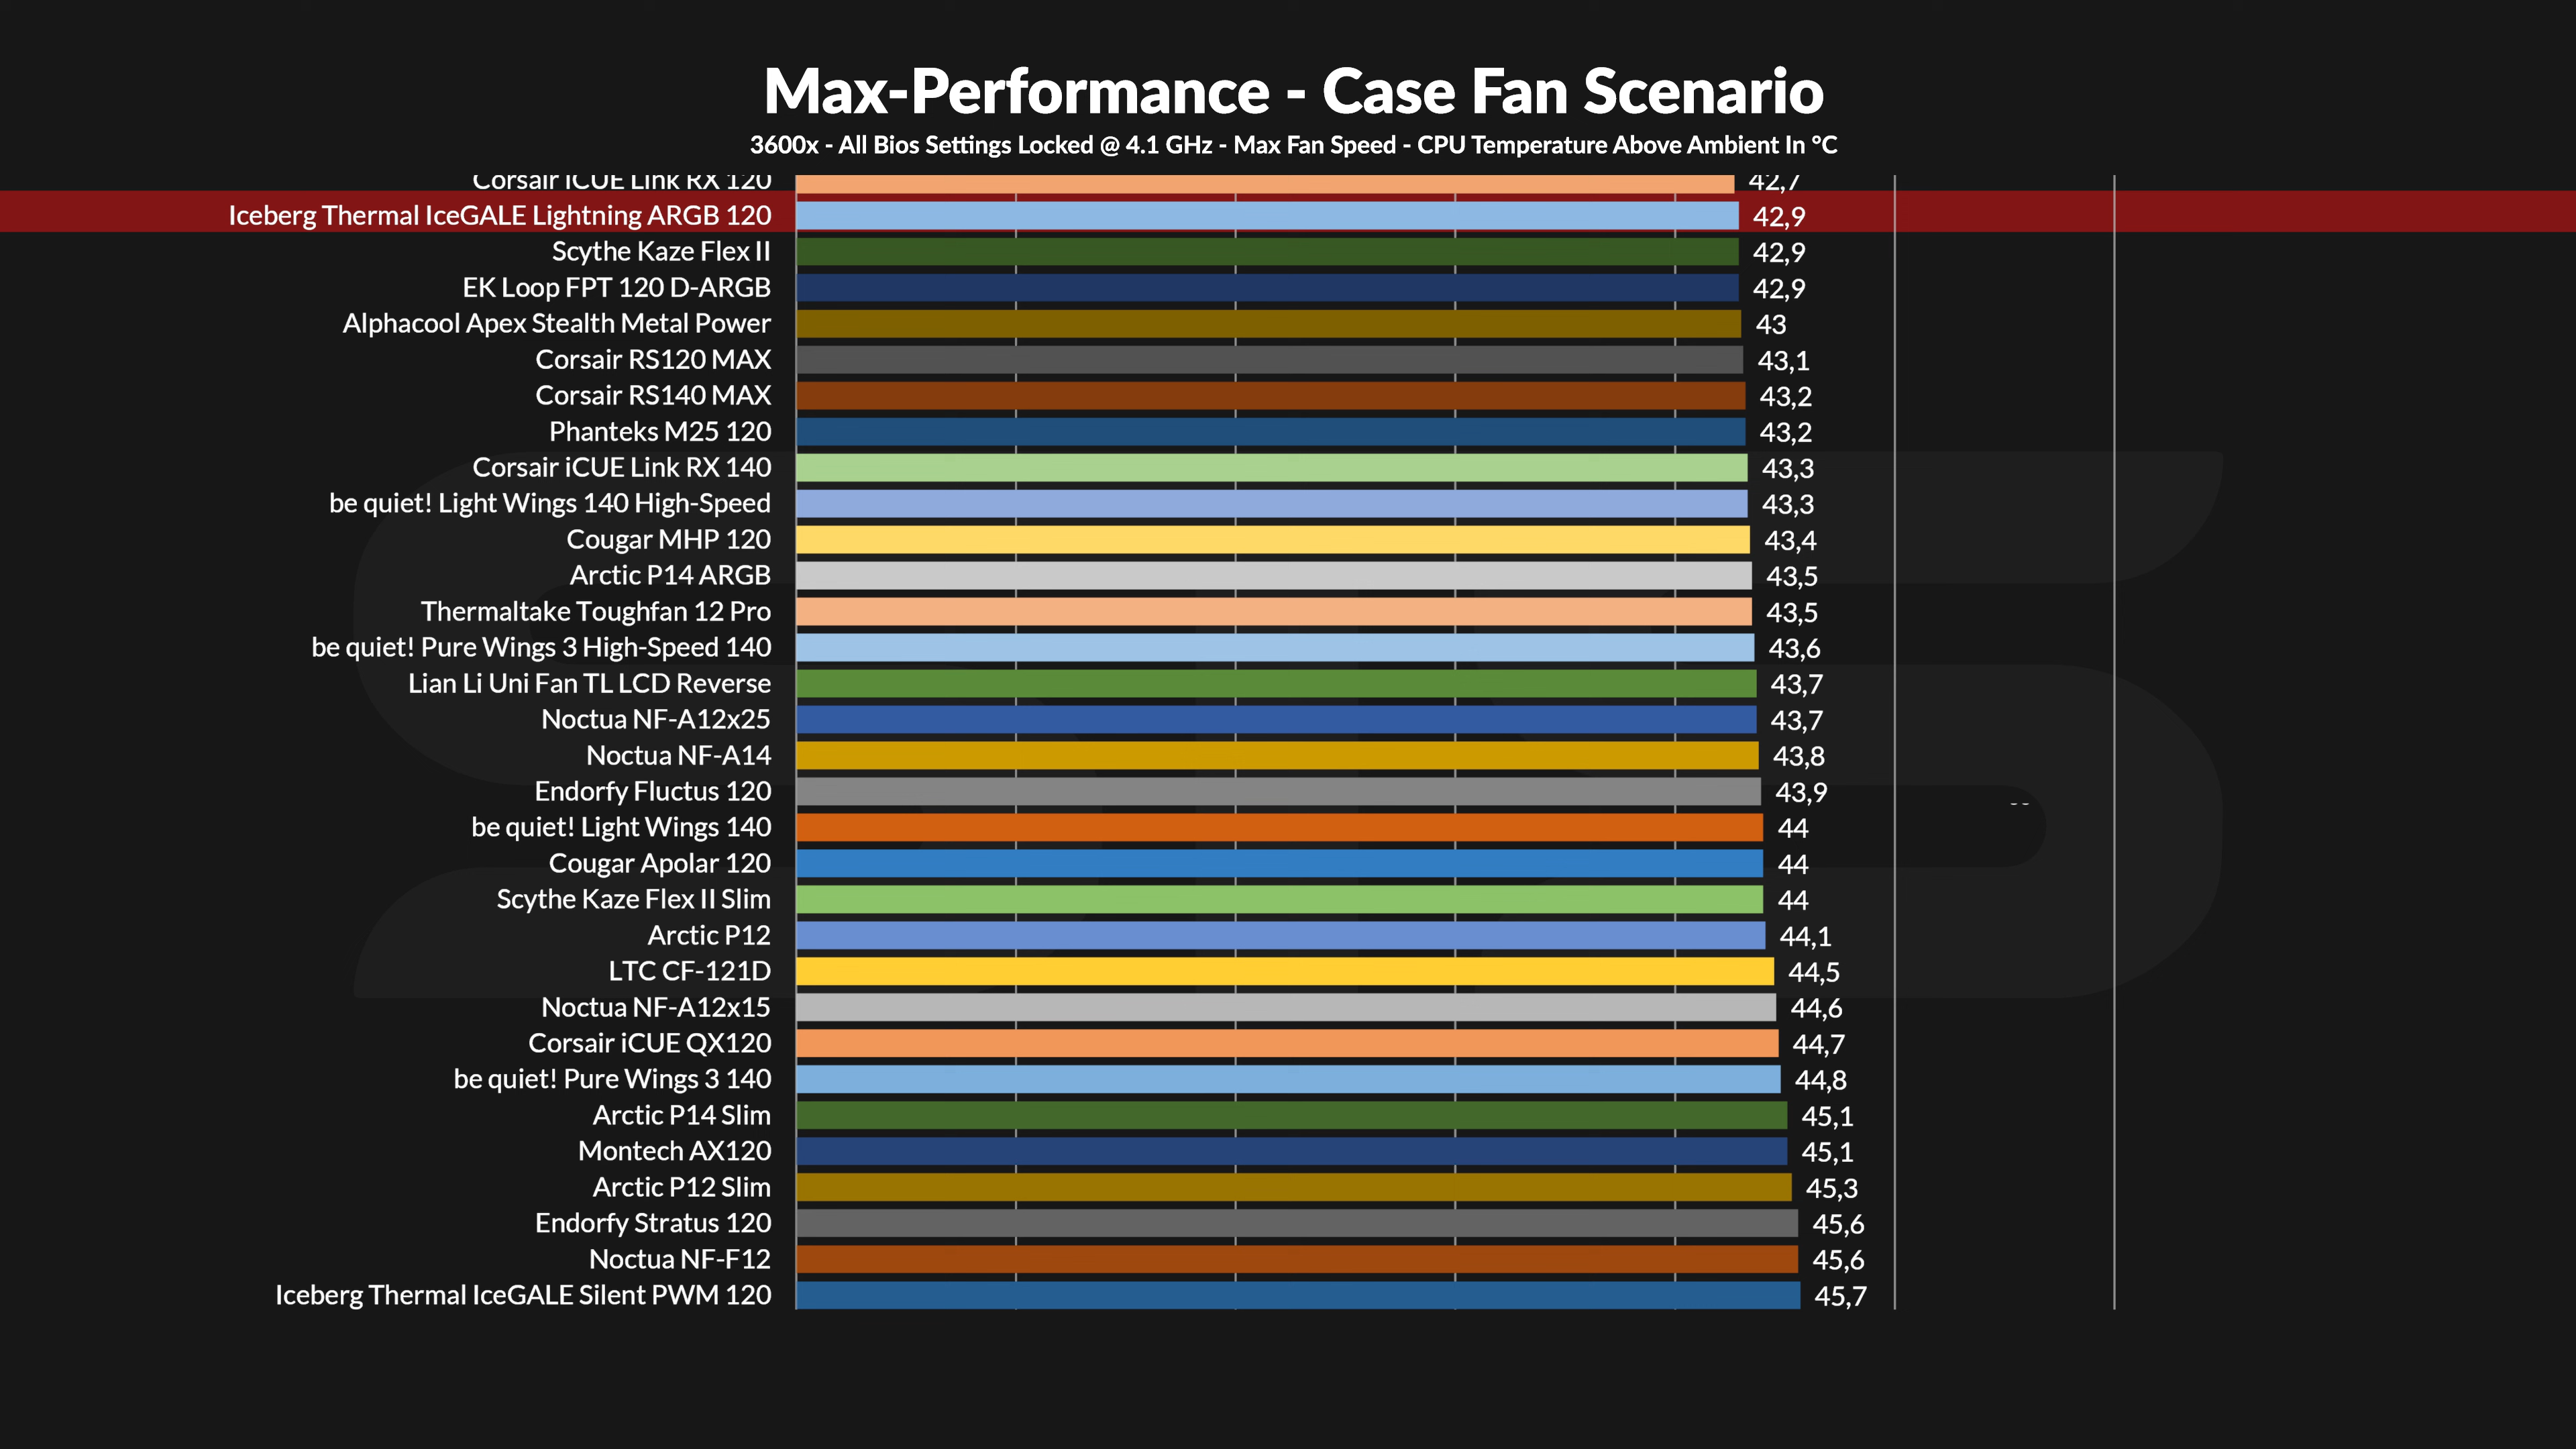 Max-Performance - Case Fan Scenario
3600x - All Bios Settings Locked @ 4.1 GHz - Max Fan Speed - CPU Temperature Above Ambient In °C
Corsair iCUE Link RX 120 42,7
Iceberg Thermal IceGALE Lightning ARGB 120 42,9
Scythe Kaze Flex II 42,9
EK Loop FPT 120 D-ARGB 42,9
Alphacool Apex Stealth Metal Power 43
Corsair RS120 MAX 43,1
Corsair RS140 MAX 43,2
Phanteks M25 120 43,2
Corsair iCUE Link RX 140 43,3
be quiet! Light Wings 140 High-Speed 43,3
Cougar MHP 120 43,4
Arctic P14 ARGB 43,5
Thermaltake Toughfan 12 Pro 43,5
be quiet! Pure Wings 3 High-Speed 140 43,6
Lian Li Uni Fan TL LCD Reverse 43,7
Noctua NF-A12x25 43,7
Noctua NF-A14 43,8
Endorfy Fluctus 120 43,9
be quiet! Light Wings 140 44
Cougar Apolar 120 44
Scythe Kaze Flex II Slim 44
Arctic P12 44,1
LTC CF-121D 44,5
Noctua NF-A12x15 44,6
Corsair iCUE QX120 44,7
be quiet! Pure Wings 3 140 44,8
Arctic P14 Slim 45,1
Montech AX120 45,1
Arctic P12 Slim 45,3
Endorfy Stratus 120 45,6
Noctua NF-F12 45,6
Iceberg Thermal IceGALE Silent PWM 120 45,7